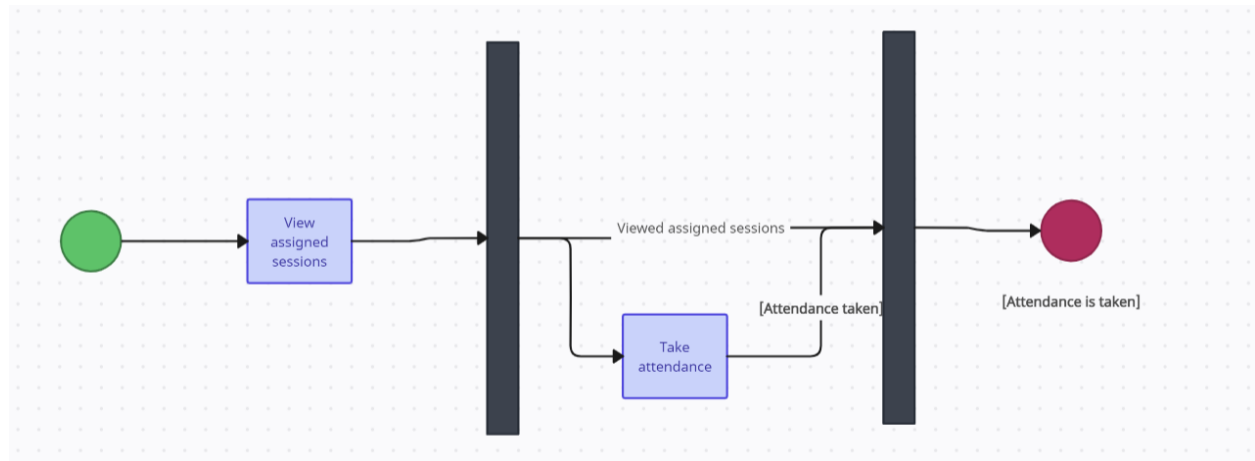 View
assigned
sessions
Viewed assigned sessions
[Attendance taken]
Take
attendance
[Attendance is taken]